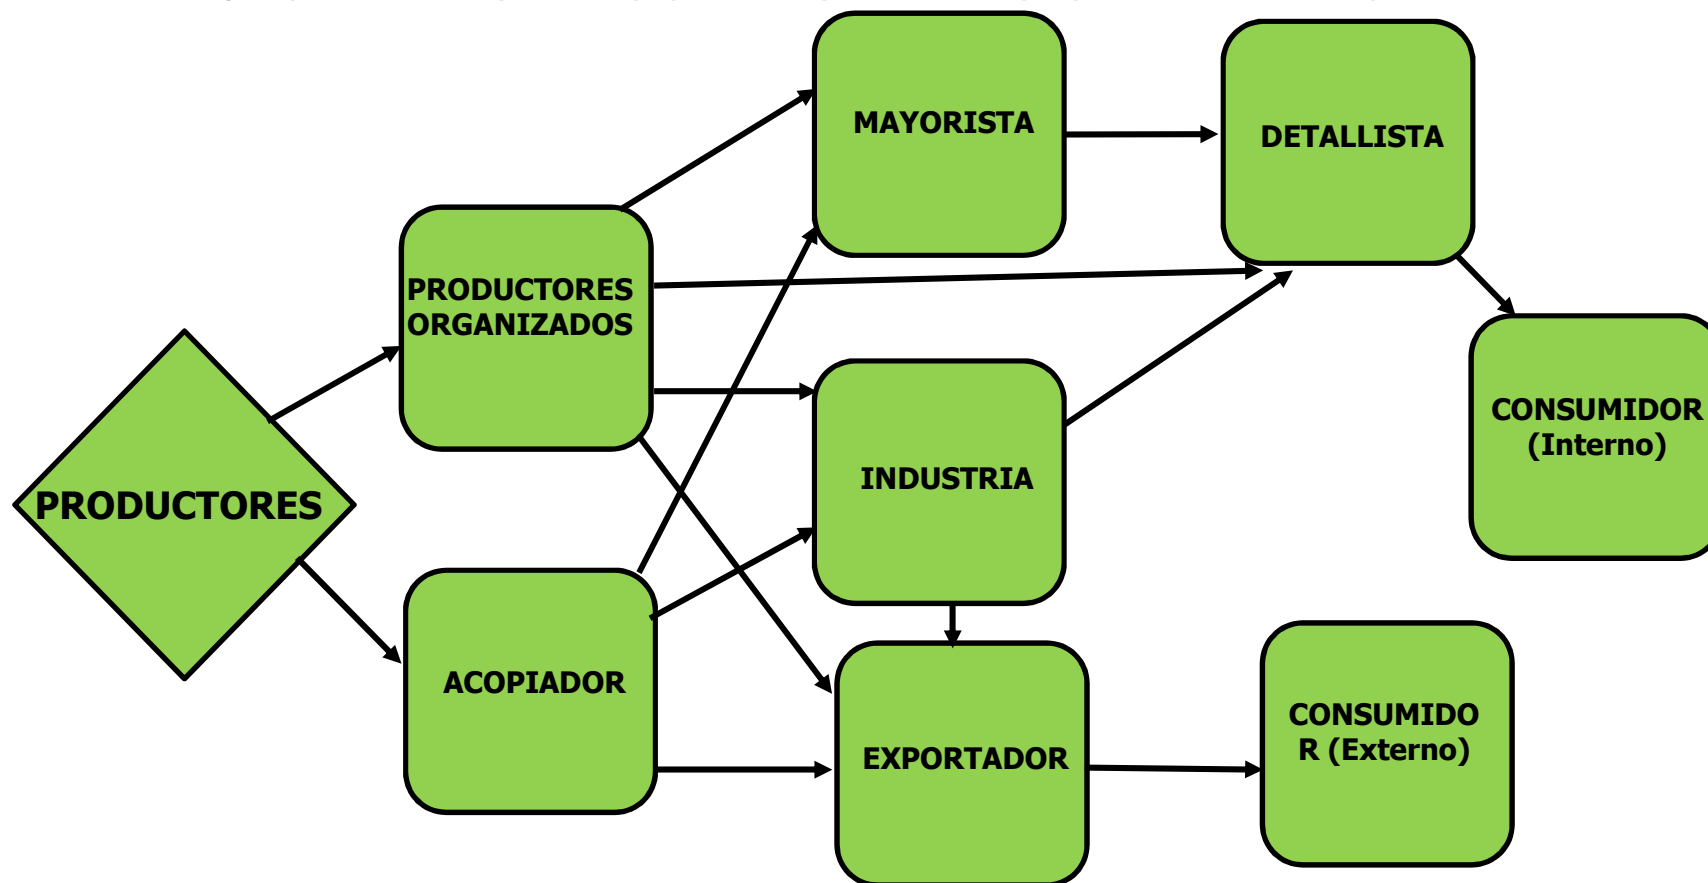 MAYORISTA
DETALLISTA
PRODUCTORES
ORGANIZADOS
CONSUMIDOR
(Interno)
INDUSTRIA
PRODUCTORES
ACOPIADOR
CONSUMIDO
R (Externo)
EXPORTADOR